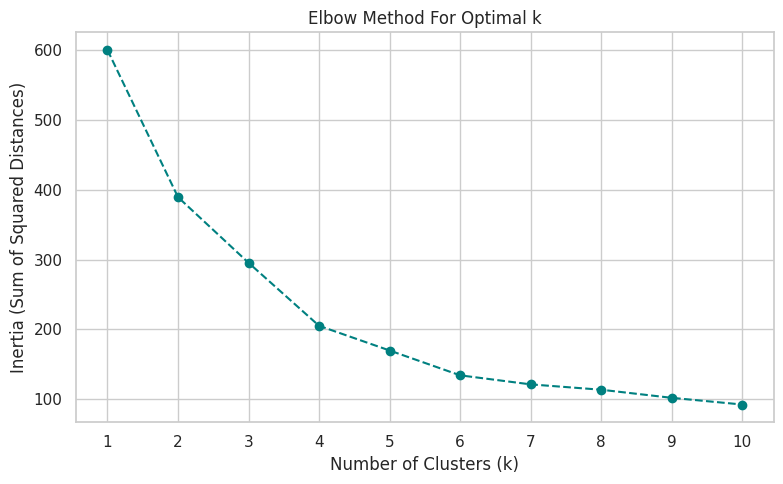 Elbow Method For Optimal k
Inertia (Sum of Squared Distances)
600
500
400
300
200
100
1 2 3 4 5 6 7 8 9 10
Number of Clusters (k)